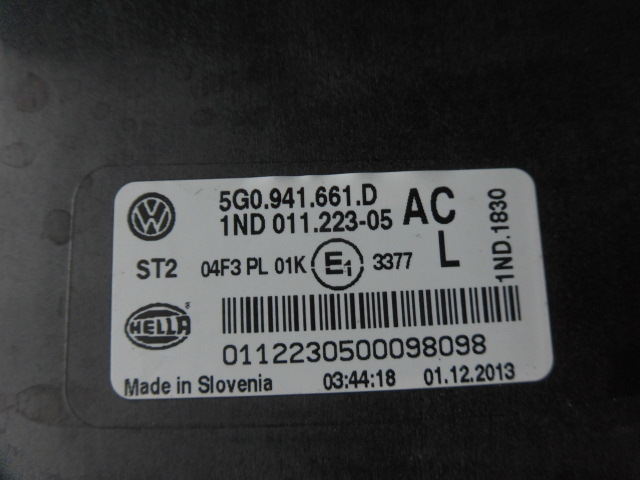 5G0.941.661.D
1ND 011.223-05
AC
ST2
04F3 PL 01K
E1
3377
L
1ND.1830
HELLA
0112230500098098
Made in Slovenia
03:44:18
01.12.2013